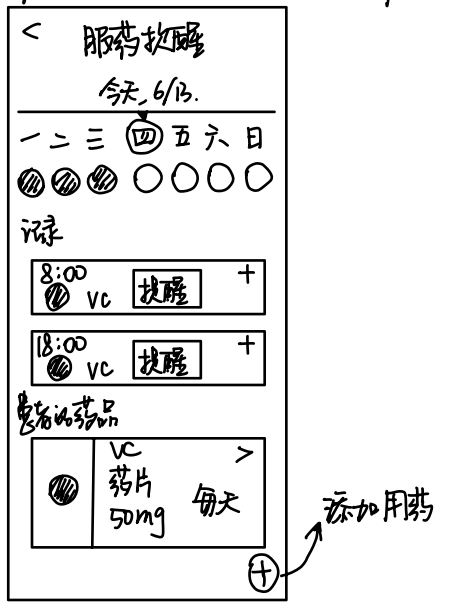 < 服药提醒
今天, 6/13.
一 二 三 四 五 六 日
记录
8:00
VC 提醒 +
18:00
VC 提醒 +
患者的药品
VC >
药片
50mg 每天
+ 添加用药